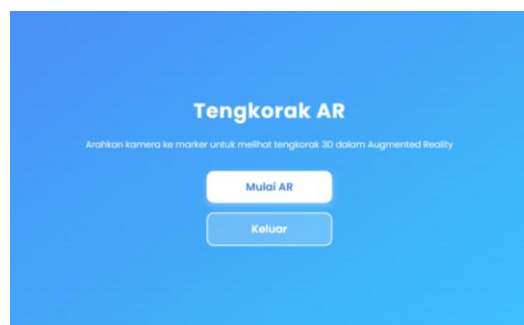 Tengkorak AR
Arahkan kamera ke marker untuk melihat tengkorak 3D dalam Augmented Reality
Mulai AR
Keluar